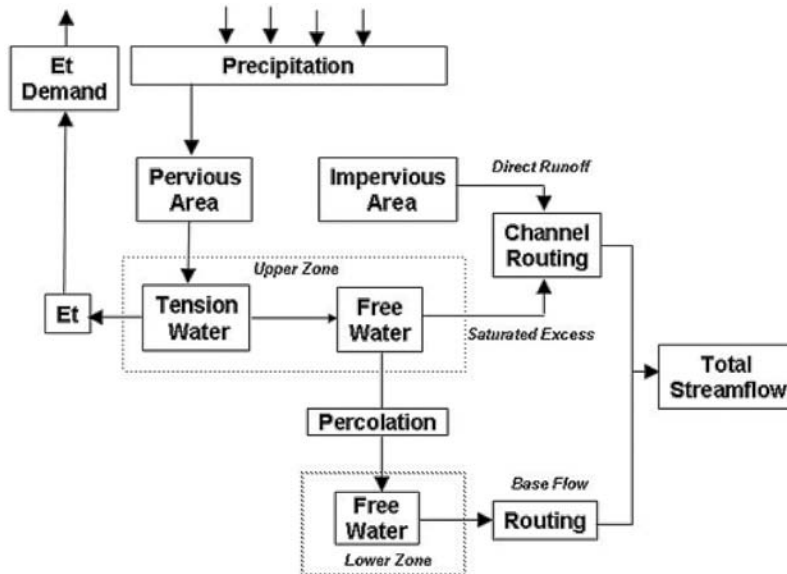 Et
Demand
Precipitation
Pervious
Area
Impervious
Area
Direct Runoff
Channel
Routing
Upper Zone
Et
Tension
Water
Free
Water
Saturated Excess
Total
Streamflow
Percolation
Free
Water
Lower Zone
Base Flow
Routing